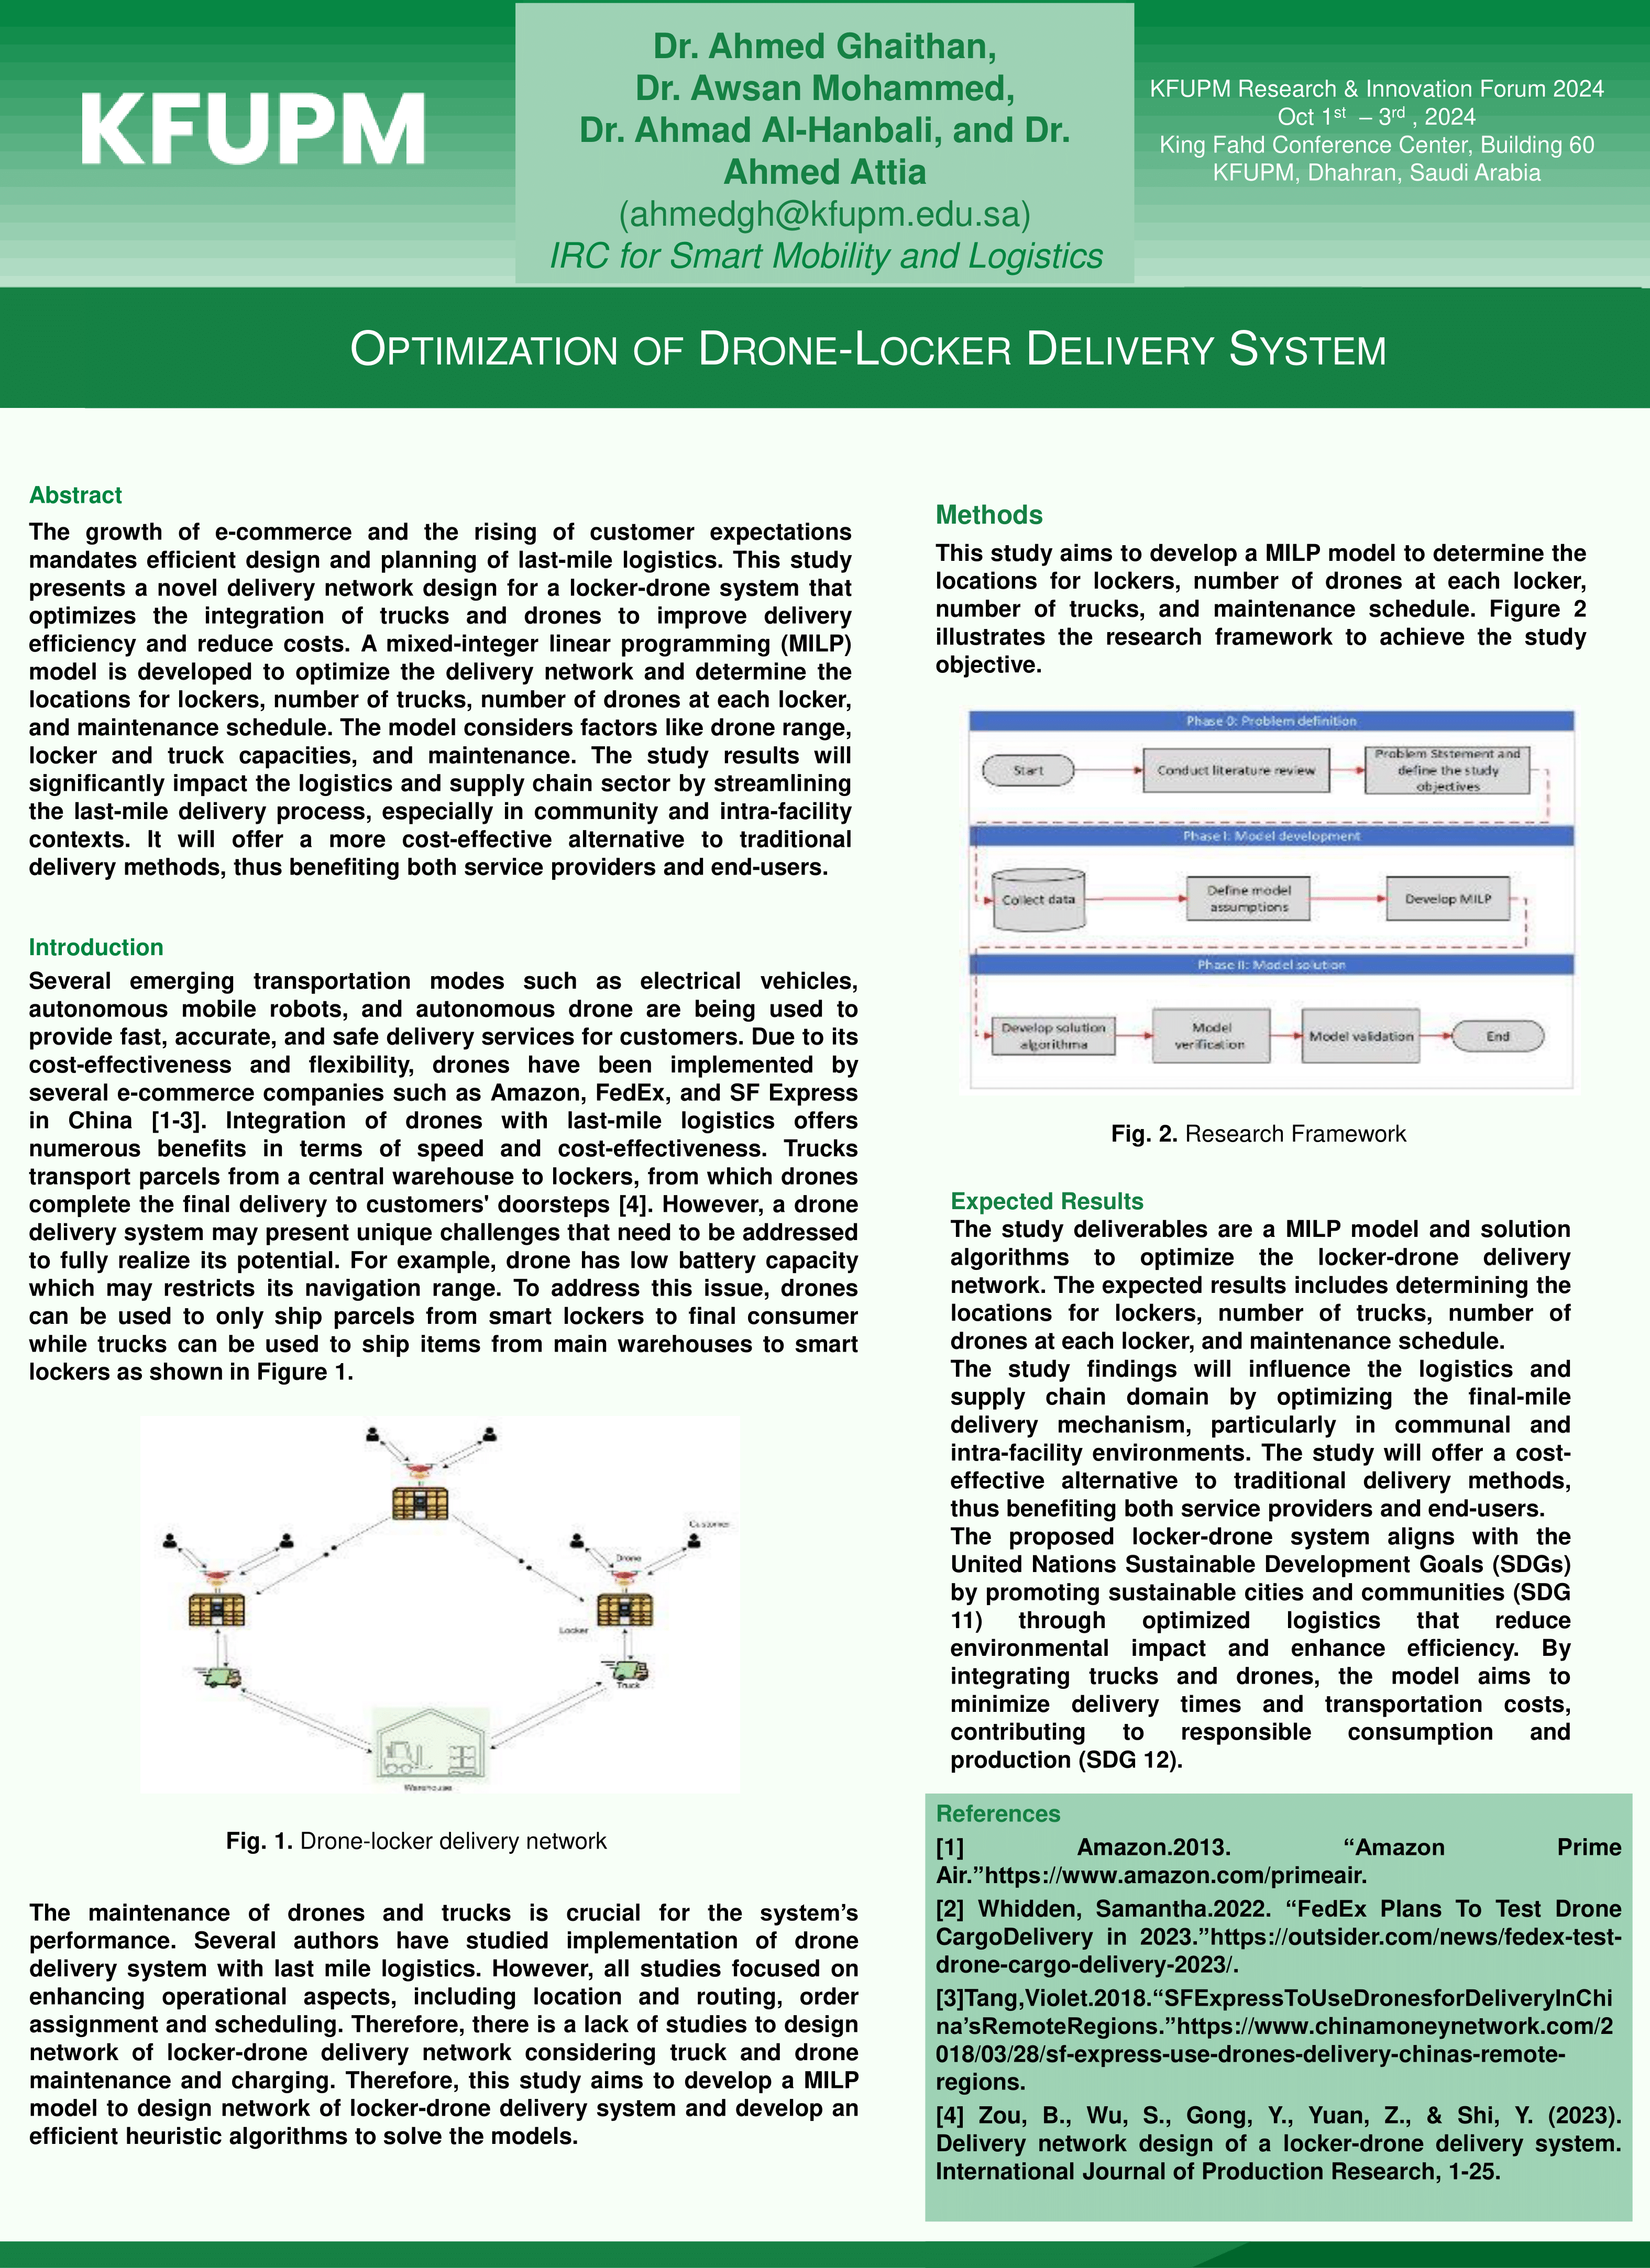 KFUPM
Dr. Ahmed Ghaithan,
Dr. Awsan Mohammed,
Dr. Ahmad Al-Hanbali, and Dr.
Ahmed Attia
(ahmedgh@kfupm.edu.sa)
IRC for Smart Mobility and Logistics
KFUPM Research & Innovation Forum 2024
Oct 1st – 3rd , 2024
King Fahd Conference Center, Building 60
KFUPM, Dhahran, Saudi Arabia
OPTIMIZATION OF DRONE-LOCKER DELIVERY SYSTEM
Abstract
The growth of e-commerce and the rising of customer expectations
mandates efficient design and planning of last-mile logistics. This study
presents a novel delivery network design for a locker-drone system that
optimizes the integration of trucks and drones to improve delivery
efficiency and reduce costs. A mixed-integer linear programming (MILP)
model is developed to optimize the delivery network and determine the
locations for lockers, number of trucks, number of drones at each locker,
and maintenance schedule. The model considers factors like drone range,
locker and truck capacities, and maintenance. The study results will
significantly impact the logistics and supply chain sector by streamlining
the last-mile delivery process, especially in community and intra-facility
contexts. It will offer a more cost-effective alternative to traditional
delivery methods, thus benefiting both service providers and end-users.
Introduction
Several emerging transportation modes such as electrical vehicles,
autonomous mobile robots, and autonomous drone are being used to
provide fast, accurate, and safe delivery services for customers. Due to its
cost-effectiveness and flexibility, drones have been implemented by
several e-commerce companies such as Amazon, FedEx, and SF Express
in China [1-3]. Integration of drones with last-mile logistics offers
numerous benefits in terms of speed and cost-effectiveness. Trucks
transport parcels from a central warehouse to lockers, from which drones
complete the final delivery to customers' doorsteps [4]. However, a drone
delivery system may present unique challenges that need to be addressed
to fully realize its potential. For example, drone has low battery capacity
which may restricts its navigation range. To address this issue, drones
can be used to only ship parcels from smart lockers to final consumer
while trucks can be used to ship items from main warehouses to smart
lockers as shown in Figure 1.
Customer
Drone
Locker
Truck
Warehouse
Fig. 1. Drone-locker delivery network
The maintenance of drones and trucks is crucial for the system’s
performance. Several authors have studied implementation of drone
delivery system with last mile logistics. However, all studies focused on
enhancing operational aspects, including location and routing, order
assignment and scheduling. Therefore, there is a lack of studies to design
network of locker-drone delivery network considering truck and drone
maintenance and charging. Therefore, this study aims to develop a MILP
model to design network of locker-drone delivery system and develop an
efficient heuristic algorithms to solve the models.
Methods
This study aims to develop a MILP model to determine the
locations for lockers, number of drones at each locker,
number of trucks, and maintenance schedule. Figure 2
illustrates the research framework to achieve the study
objective.
Phase 0: Problem definition
Start
Conduct literature review
Problem Ststement and
define the study
objectives
Phase I: Model development
Collect data
Define model
assumptions
Develop MILP
Phase II: Model solution
Develop solution
algorithm
Model
verification
Model validation
End
Fig. 2. Research Framework
Expected Results
The study deliverables are a MILP model and solution
algorithms to optimize the locker-drone delivery
network. The expected results includes determining the
locations for lockers, number of trucks, number of
drones at each locker, and maintenance schedule.
The study findings will influence the logistics and
supply chain domain by optimizing the final-mile
delivery mechanism, particularly in communal and
intra-facility environments. The study will offer a cost-
effective alternative to traditional delivery methods,
thus benefiting both service providers and end-users.
The proposed locker-drone system aligns with the
United Nations Sustainable Development Goals (SDGs)
by promoting sustainable cities and communities (SDG
11) through optimized logistics that reduce
environmental impact and enhance efficiency. By
integrating trucks and drones, the model aims to
minimize delivery times and transportation costs,
contributing to responsible consumption and
production (SDG 12).
References
[1] Amazon.2013. “Amazon Prime
Air.”https://www.amazon.com/primeair.
[2] Whidden, Samantha.2022. “FedEx Plans To Test Drone
CargoDelivery in 2023.”https://outsider.com/news/fedex-test-
drone-cargo-delivery-2023/.
[3]Tang,Violet.2018.“SFExpressToUseDronesforDeliveryInChi
na’sRemoteRegions.”https://www.chinamoneynetwork.com/2
018/03/28/sf-express-use-drones-delivery-chinas-remote-
regions.
[4] Zou, B., Wu, S., Gong, Y., Yuan, Z., & Shi, Y. (2023).
Delivery network design of a locker-drone delivery system.
International Journal of Production Research, 1-25.